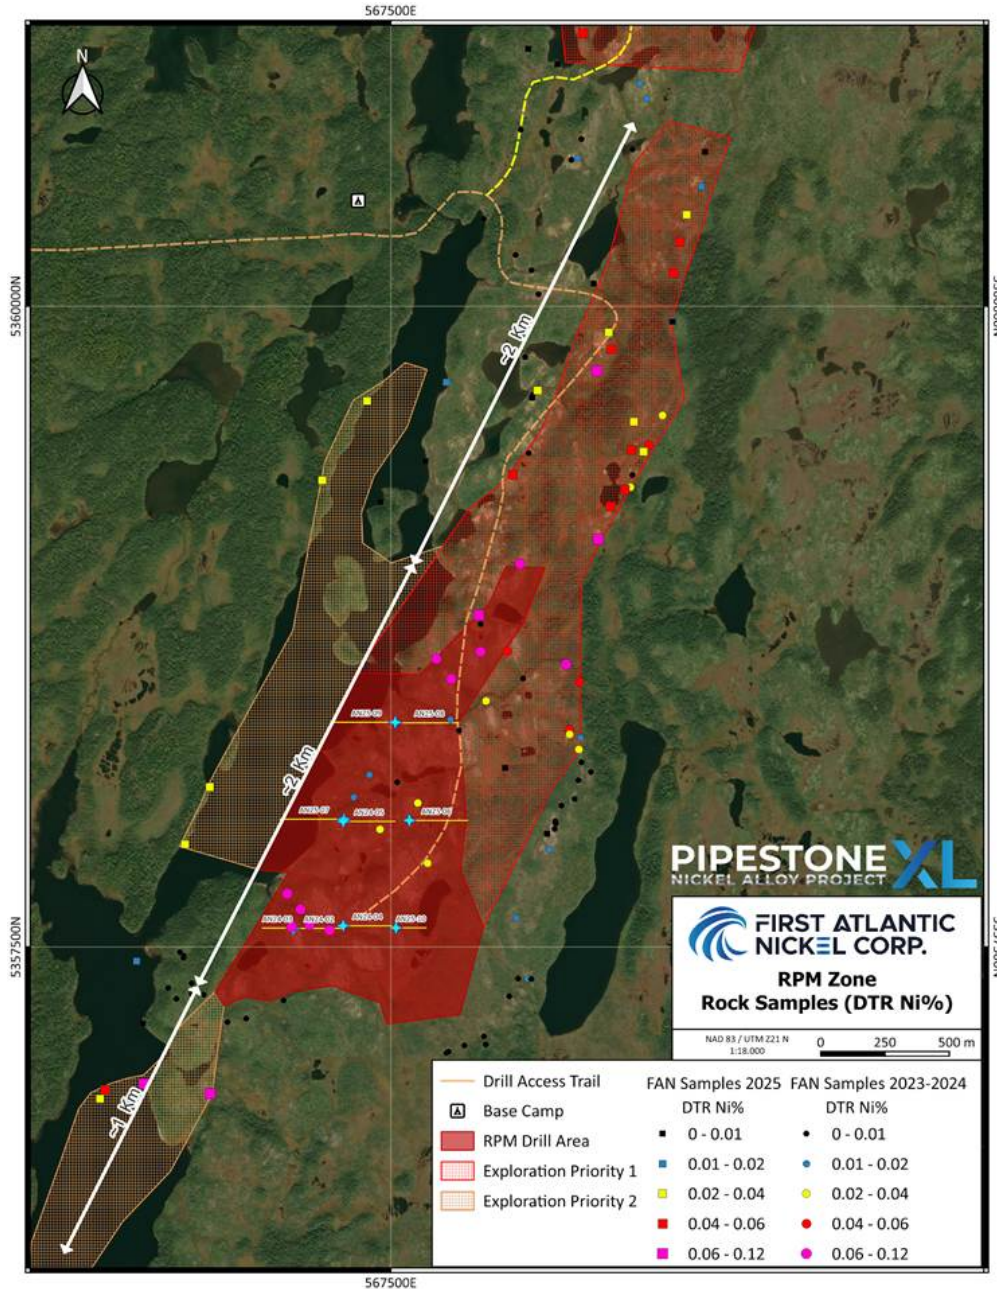 567500E
N
5360000N
5360000N
~2 Km
~2 Km
AN25-09
AN25-08
AN25-07
AN24-05
AN25-06
AN24-03
AN24-02
AN24-04
AN25-10
5357500N
5357500N
~1 Km
PIPESTONE XL
NICKEL ALLOY PROJECT
FIRST ATLANTIC
NICKEL CORP.
RPM Zone
Rock Samples (DTR Ni%)
NAD 83 / UTM Z21 N
1:18.000
0 250 500 m
Drill Access Trail
Base Camp
RPM Drill Area
Exploration Priority 1
Exploration Priority 2
FAN Samples 2025
DTR Ni%
0 - 0.01
0.01 - 0.02
0.02 - 0.04
0.04 - 0.06
0.06 - 0.12
FAN Samples 2023-2024
DTR Ni%
0 - 0.01
0.01 - 0.02
0.02 - 0.04
0.04 - 0.06
0.06 - 0.12
567500E